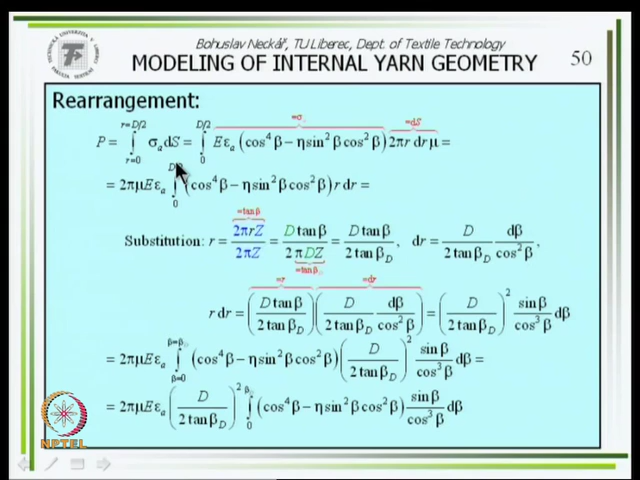 Bohuslav Neckář, TU Liberec, Dept. of Textile Technology
MODELING OF INTERNAL YARN GEOMETRY 50
Rearrangement:
P = ∫_{r=0}^{r=D/2} σ_a dS = ∫_0^{D/2} Eε_a (cos⁴β − η sin²β cos²β) 2πr dr μ =
= 2πμEε_a ∫_0 (cos⁴β − η sin²β cos²β) r dr =
Substitution: r = 2πrZ / 2πZ = D tanβ / 2πDZ = D tanβ / 2 tanβ_D, dr = D / 2 tanβ_D dβ / cos²β,
r dr = (D tanβ / 2 tanβ_D)(D / 2 tanβ_D dβ / cos²β) = (D / 2 tanβ_D)² sinβ / cos³β dβ
= 2πμEε_a ∫_{β=0}^{β=β_D} (cos⁴β − η sin²β cos²β)(D / 2 tanβ_D)² sinβ / cos³β dβ =
= 2πμEε_a (D / 2 tanβ_D)² ∫_0^{β_D} (cos⁴β − η sin²β cos²β) sinβ / cos³β dβ
NPTEL